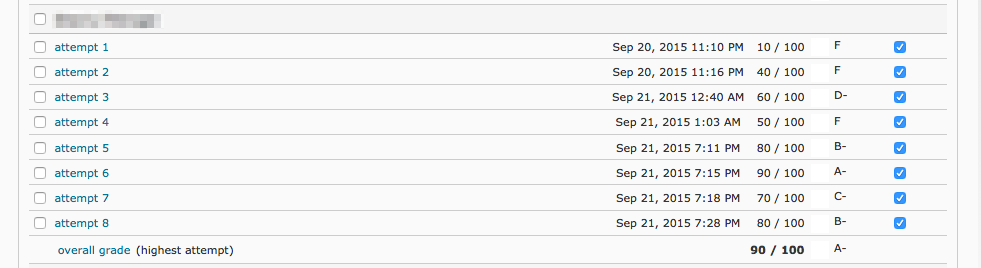 attempt 1 Sep 20, 2015 11:10 PM 10 / 100 F
attempt 2 Sep 20, 2015 11:16 PM 40 / 100 F
attempt 3 Sep 21, 2015 12:40 AM 60 / 100 D-
attempt 4 Sep 21, 2015 1:03 AM 50 / 100 F
attempt 5 Sep 21, 2015 7:11 PM 80 / 100 B-
attempt 6 Sep 21, 2015 7:15 PM 90 / 100 A-
attempt 7 Sep 21, 2015 7:18 PM 70 / 100 C-
attempt 8 Sep 21, 2015 7:28 PM 80 / 100 B-
overall grade (highest attempt) 90 / 100 A-